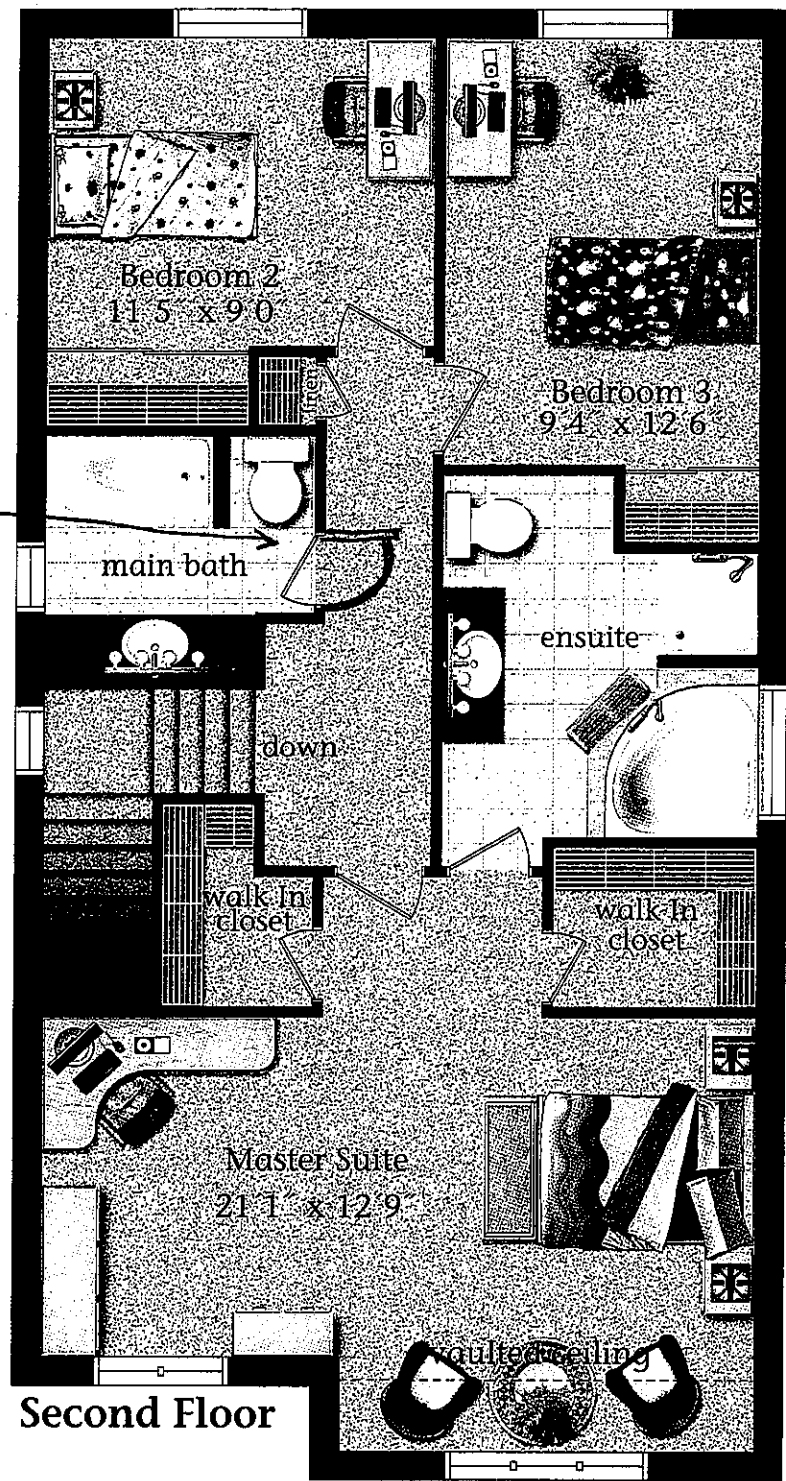 Bedroom 2
11'5" x 9'0"
Bedroom 3
9'4" x 12'6"
linen
main bath
ensuite
down
walk In
closet
walk-In
closet
Master Suite
21'1" x 12'9"
vaulted ceiling
Second Floor